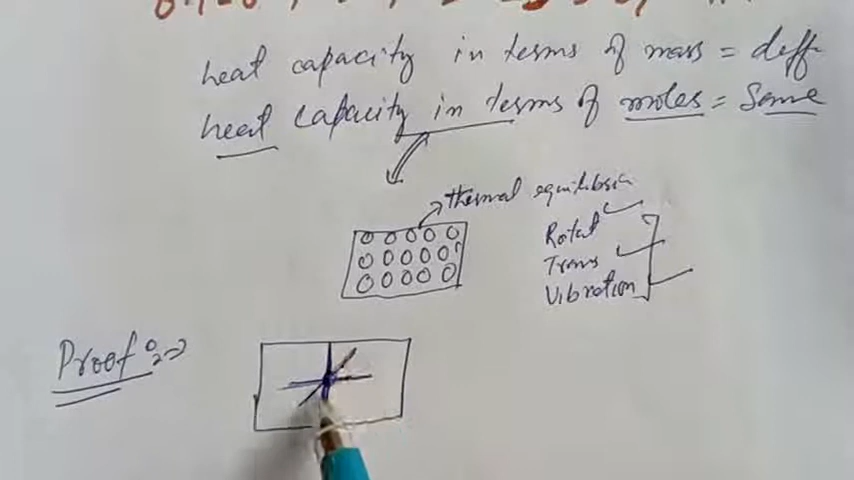 heat capacity in terms of mass = diff
heat capacity in terms of moles = Same
thermal equilibrium
Rotat
Trans
Vibration
Proof :⇒